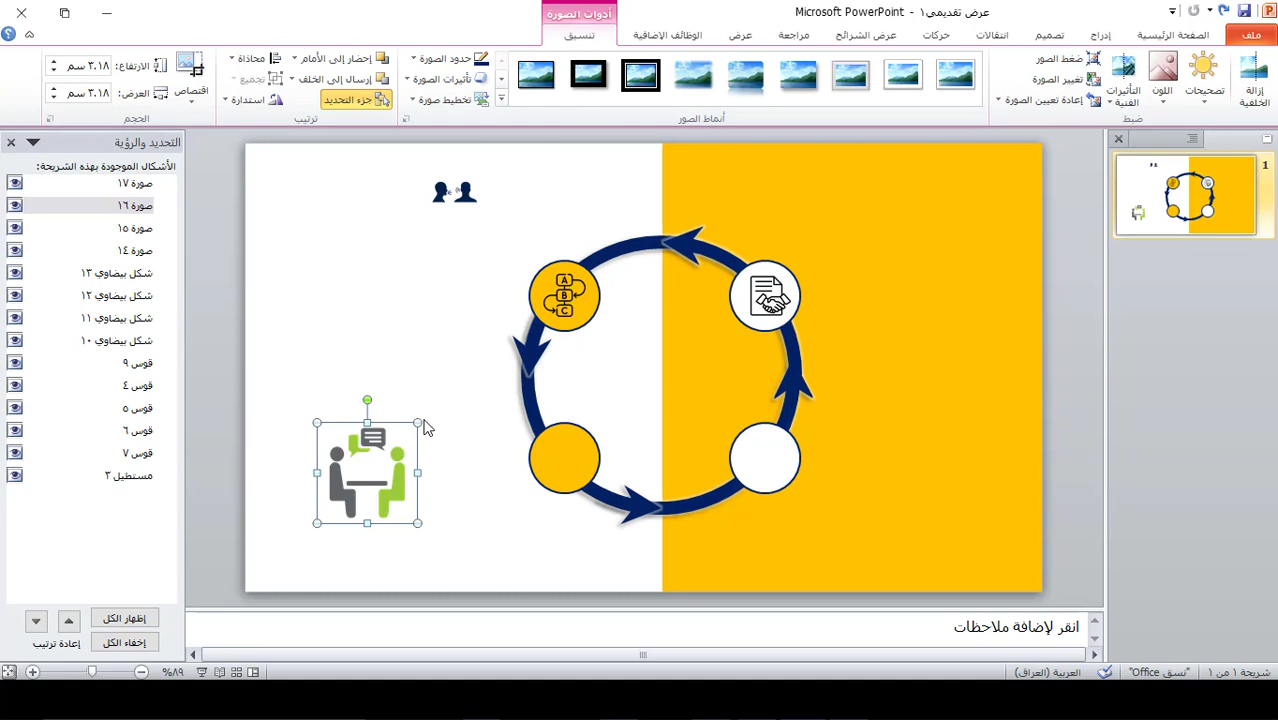 أدوات الصورة
عرض تقديمي١ - Microsoft PowerPoint
ملف
الصفحة الرئيسية
إدراج
تصميم
انتقالات
حركات
عرض الشرائح
مراجعة
عرض
الوظائف الإضافية
تنسيق
إزالة الخلفية
تصحيحات
اللون
التأثيرات الفنية
ضغط الصور
تغيير الصورة
إعادة تعيين الصورة
ضبط
أنماط الصور
حدود الصورة
تأثيرات الصورة
تخطيط صورة
إحضار إلى الأمام
إرسال إلى الخلف
جزء التحديد
محاذاة
تجميع
استدارة
ترتيب
اقتصاص
الارتفاع: ٣.١٨ سم
العرض: ٣.١٨ سم
الحجم
التحديد والرؤية
الأشكال الموجودة بهذه الشريحة:
صورة ١٧
صورة ١٦
صورة ١٥
صورة ١٤
شكل بيضاوي ١٣
شكل بيضاوي ١٢
شكل بيضاوي ١١
شكل بيضاوي ١٠
قوس ٩
قوس ٤
قوس ٥
قوس ٦
قوس ٧
مستطيل ٣
إظهار الكل
إخفاء الكل
إعادة ترتيب
1
A
B
C
انقر لإضافة ملاحظات
شريحة ١ من ١
"نسق Office"
العربية (العراق)
%٨٩